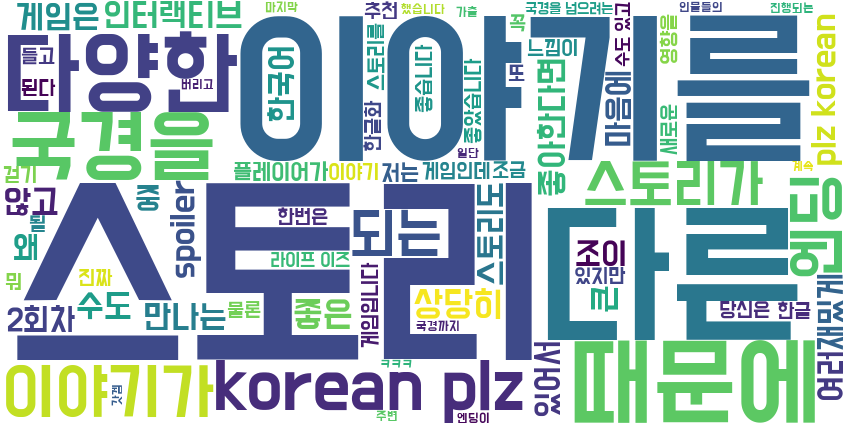 게임은
인터랙티브
마지막
추천
했습니다
가출
꼭
국경을 넘으려는
수도 있고
인물들의
영향을
진행되는
들고
된다
다양한
버리고
이야기를
한국어
스토리를
좋습니다
또
느낌이
마음에
한글화
좋았습니다
일단
좋아한다면
새로운
plz korean
국경을
걷기
플레이어가
이야기
저는
게임인데
조금
스토리가
계속
않고
될
중
spoiler
한번은
되는
스토리도
다른
조이
있지만
엔딩
왜
뭐
진짜
라이프 이즈
스토리
수도
2회차
만나는
물론
좋은
게임입니다
상당히
국경까지
큰
당신은
한글
여러
재밌게
ㅋㅋㅋ
있어서
때문에
이야기가
갓겜
korean plz
주변
엔딩이